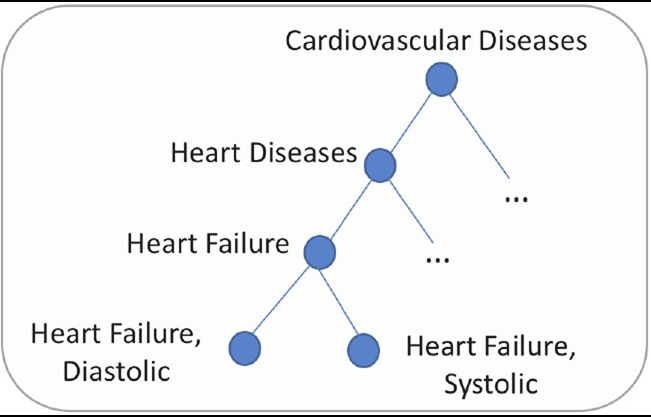 Cardiovascular Diseases
Heart Diseases
...
Heart Failure
...
Heart Failure,
Diastolic
Heart Failure,
Systolic